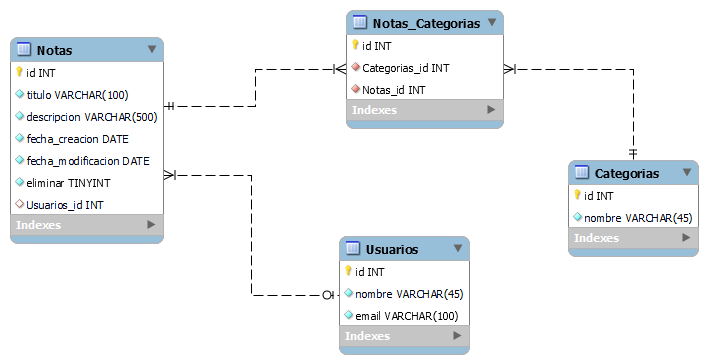 Notas
id INT
titulo VARCHAR(100)
descripcion VARCHAR(500)
fecha_creacion DATE
fecha_modificacion DATE
eliminar TINYINT
Usuarios_id INT
Indexes
Notas_Categorias
id INT
Categorias_id INT
Notas_id INT
Indexes
Categorias
id INT
nombre VARCHAR(45)
Indexes
Usuarios
id INT
nombre VARCHAR(45)
email VARCHAR(100)
Indexes